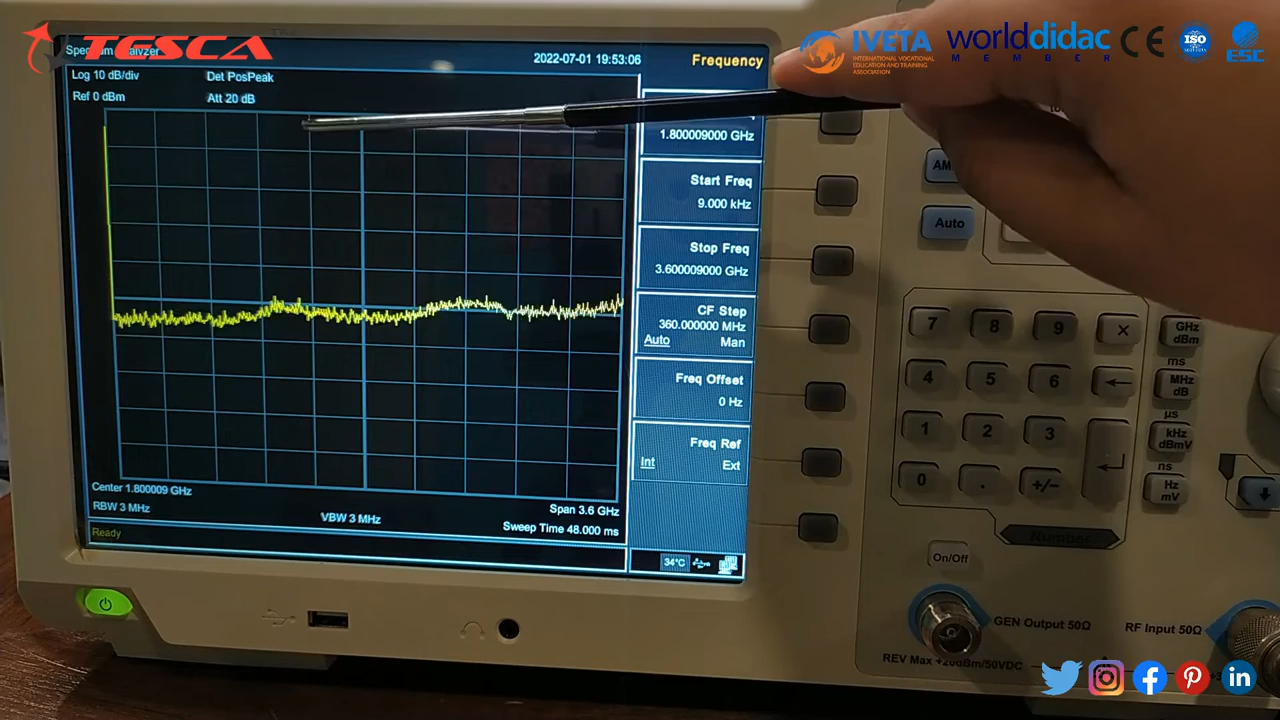 TESCA
IVETA
INTERNATIONAL VOCATIONAL
EDUCATION AND TRAINING
ASSOCIATION
worlddidac
MEMBER
CE
ISO
ESC
2022-07-01 19:53:06
Frequency
Log 10 dB/div
Det PosPeak
Ref 0 dBm
Att 20 dB
1.800009000 GHz
Start Freq
9.000 kHz
Stop Freq
3.600009000 GHz
CF Step
360.000000 MHz
Auto
Man
Freq Offset
0 Hz
Freq Ref
Int
Ext
Center 1.800009 GHz
Span 3.6 GHz
RBW 3 MHz
VBW 3 MHz
Sweep Time 48.000 ms
Ready
34°C
Auto
7 8 9 ×
GHz
dBm
ms
4 5 6 ←
MHz
dB
µs
1 2 3
kHz
dBmV
ns
0 . +/-
Hz
mV
Number
On/Off
GEN Output 50Ω
RF Input 50Ω
REV Max +20dBm/50VDC
in